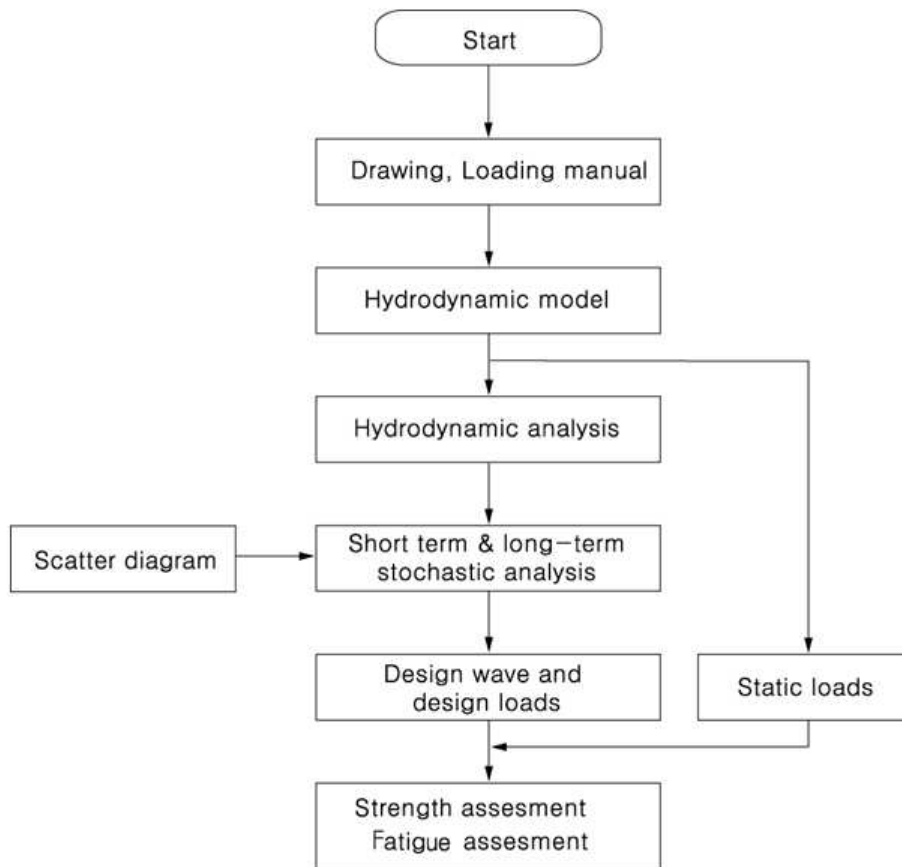 Start
Drawing, Loading manual
Hydrodynamic model
Hydrodynamic analysis
Scatter diagram
Short term & long-term
stochastic analysis
Design wave and
design loads
Static loads
Strength assesment
Fatigue assesment